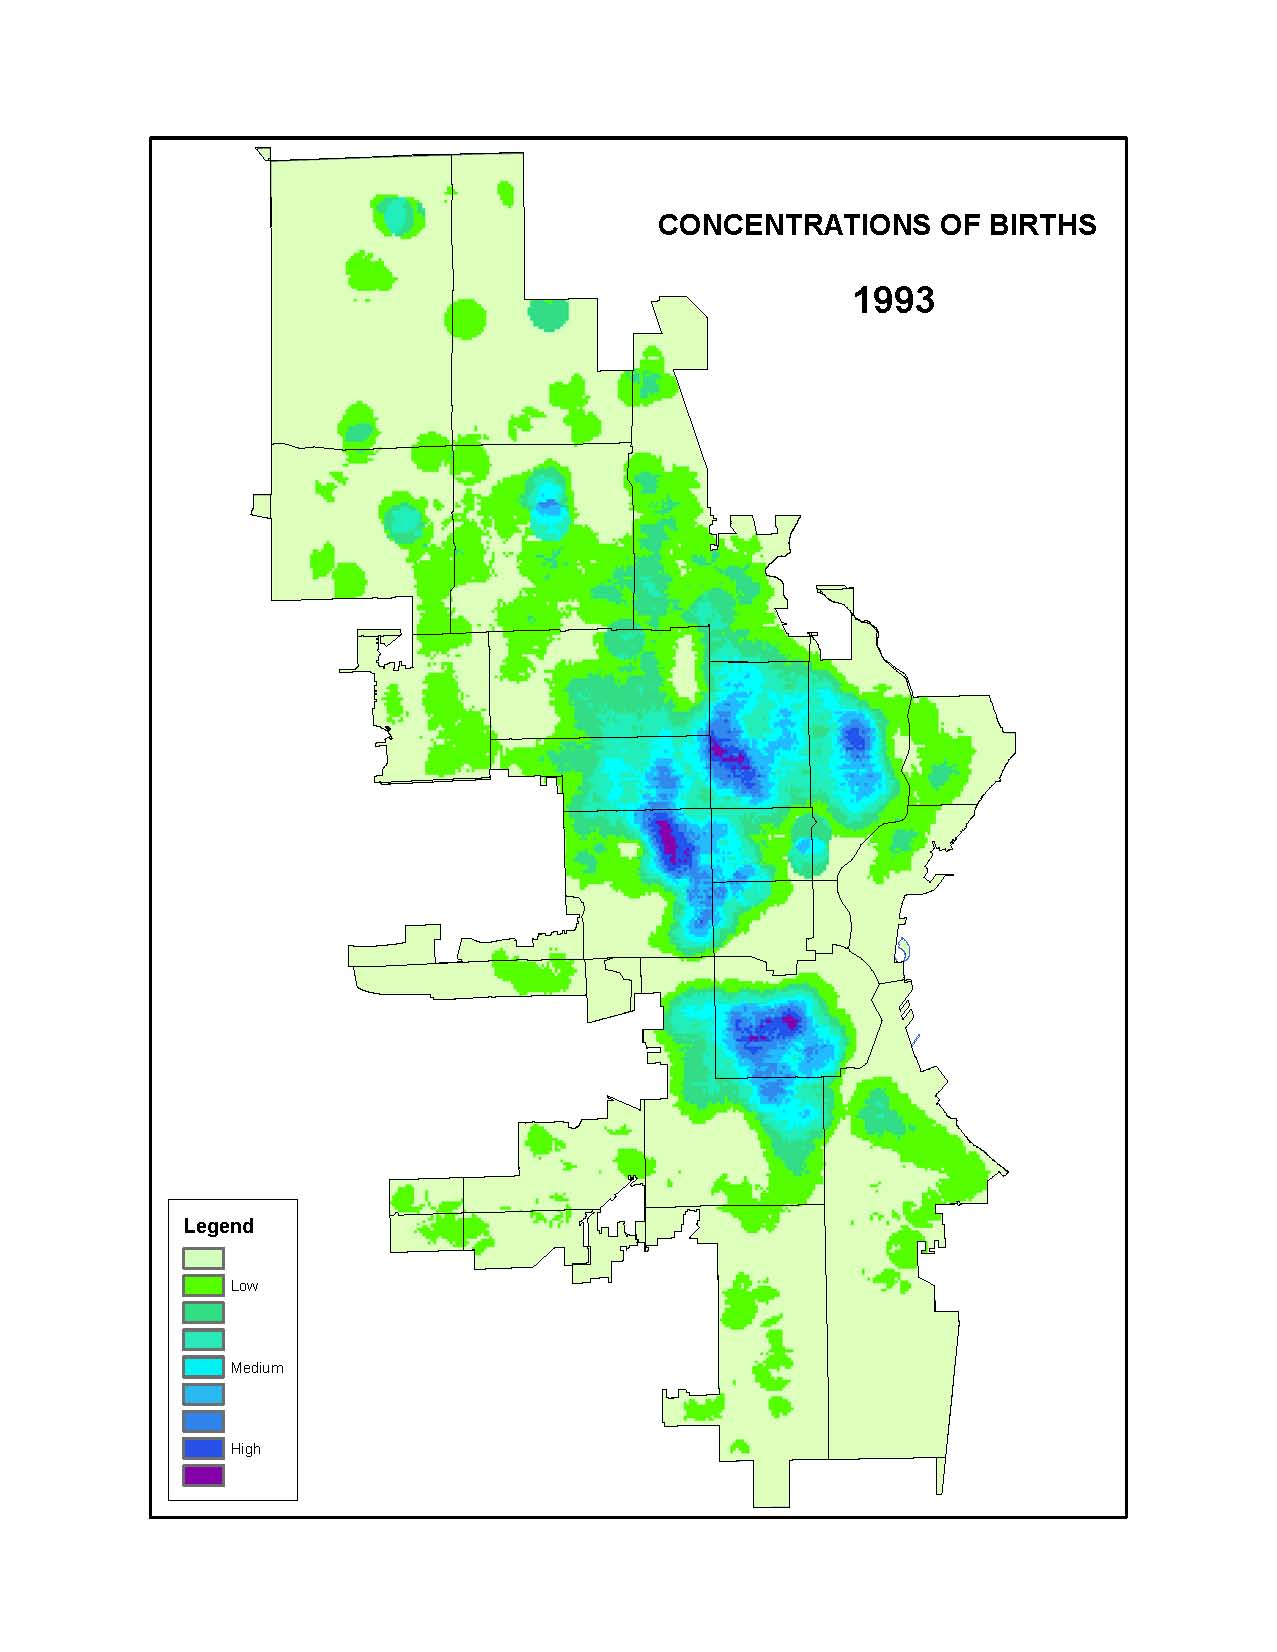 CONCENTRATIONS OF BIRTHS
1993
Legend
Low
Medium
High